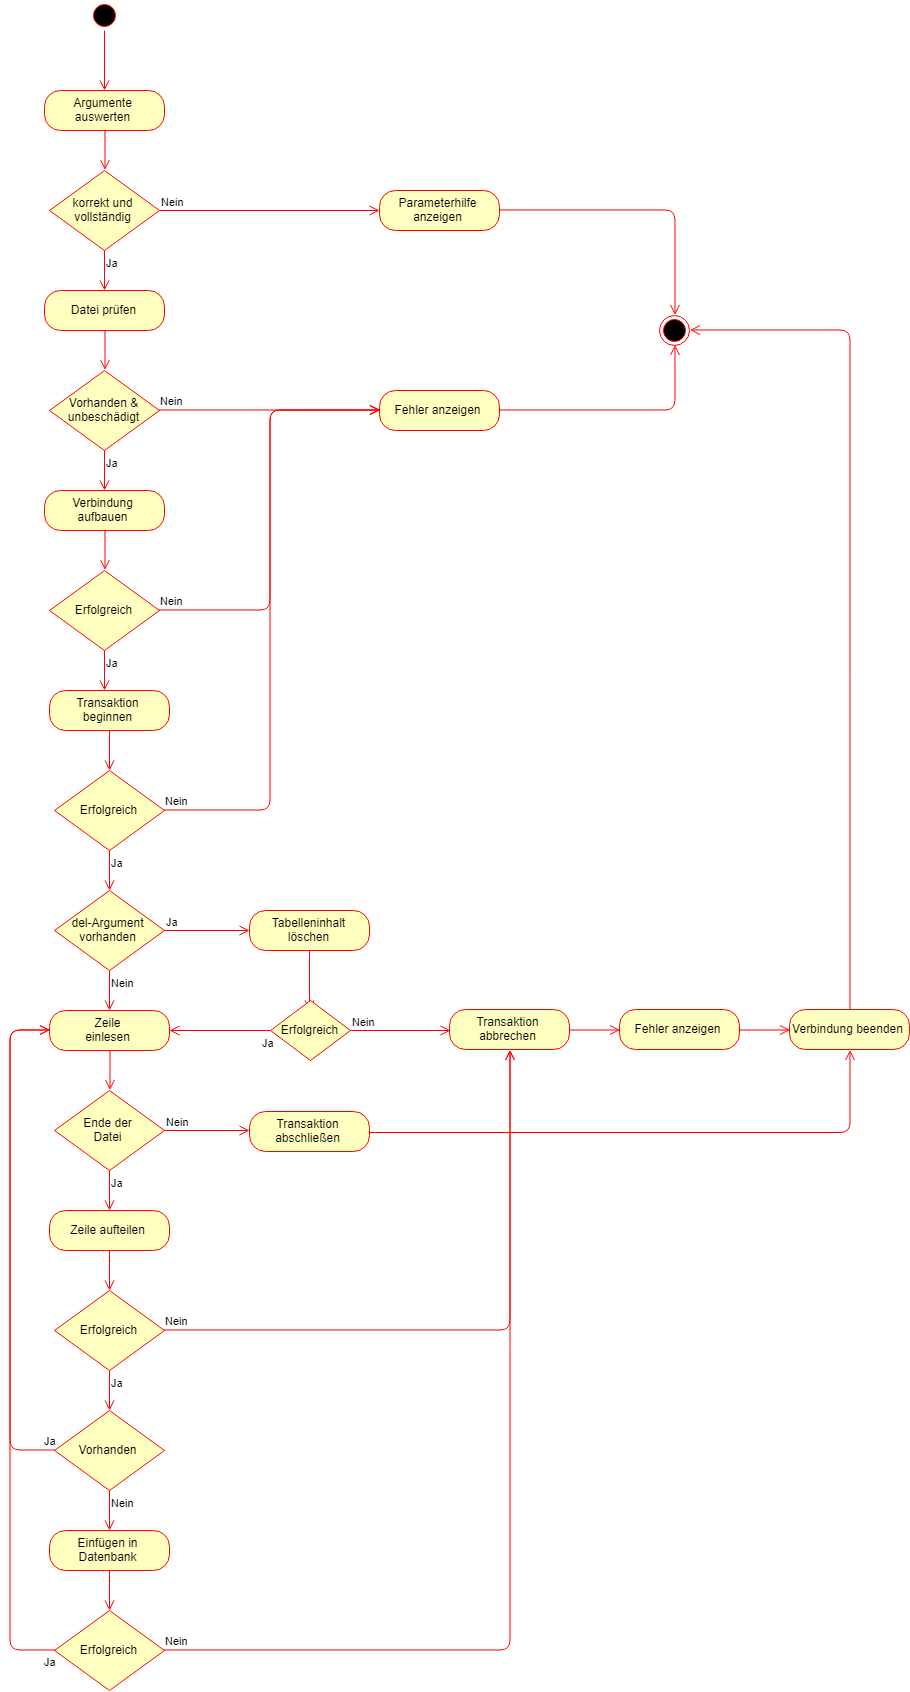 Argumente
auswerten
korrekt und
vollständig
Nein
Parameterhilfe
anzeigen
Ja
Datei prüfen
Vorhanden &
unbeschädigt
Nein
Fehler anzeigen
Ja
Verbindung
aufbauen
Erfolgreich
Nein
Ja
Transaktion
beginnen
Erfolgreich
Nein
Ja
del-Argument
vorhanden
Ja
Tabelleninhalt
löschen
Nein
Zeile
einlesen
Ja
Erfolgreich
Nein
Transaktion
abbrechen
Fehler anzeigen
Verbindung beenden
Ende der
Datei
Nein
Transaktion
abschließen
Ja
Zeile aufteilen
Erfolgreich
Nein
Ja
Ja
Vorhanden
Nein
Einfügen in
Datenbank
Erfolgreich
Nein
Ja